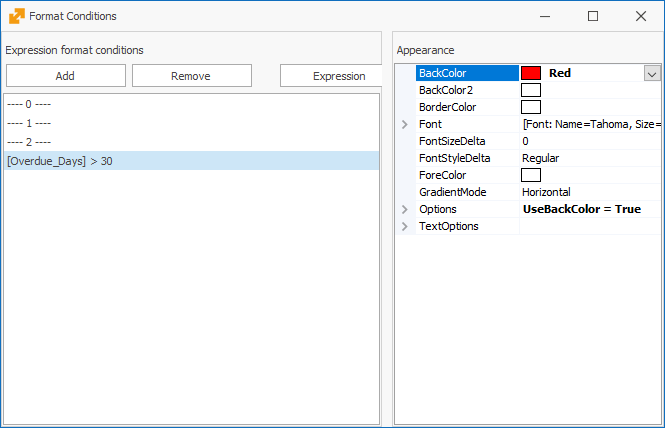 Format Conditions
Expression format conditions
Add
Remove
Expression
---- 0 ----
---- 1 ----
---- 2 ----
[Overdue_Days] > 30
Appearance
BackColor Red
BackColor2
BorderColor
Font [Font: Name=Tahoma, Size=
FontSizeDelta 0
FontStyleDelta Regular
ForeColor
GradientMode Horizontal
Options UseBackColor = True
TextOptions